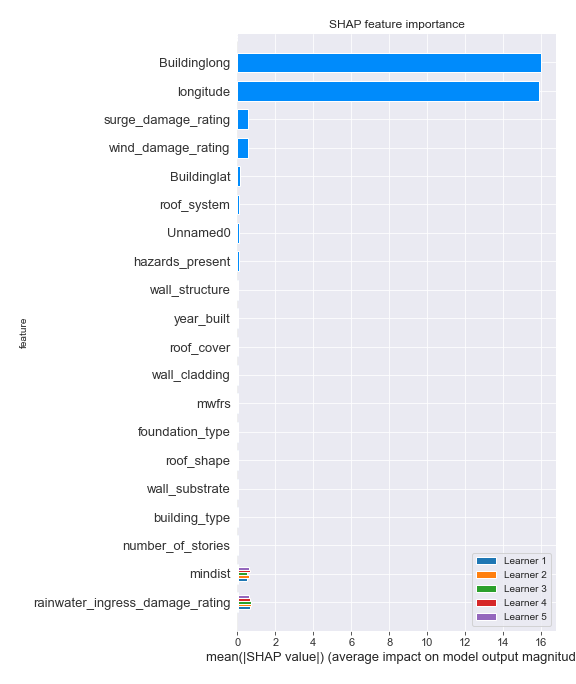 SHAP feature importance
Buildinglong
longitude
surge_damage_rating
wind_damage_rating
Buildinglat
roof_system
Unnamed0
hazards_present
wall_structure
year_built
roof_cover
wall_cladding
mwfrs
foundation_type
roof_shape
wall_substrate
building_type
number_of_stories
mindist
rainwater_ingress_damage_rating
feature
Learner 1
Learner 2
Learner 3
Learner 4
Learner 5
0 2 4 6 8 10 12 14 16
mean(|SHAP value|) (average impact on model output magnitud